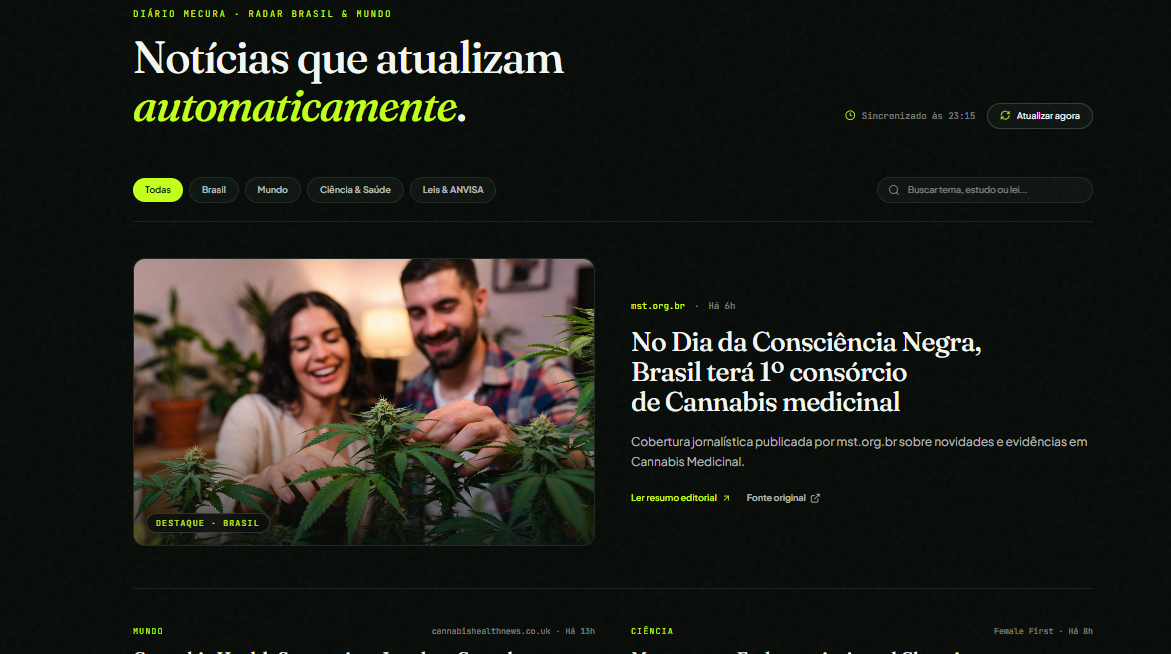 DIÁRIO MECURA · RADAR BRASIL & MUNDO
Notícias que atualizam
automaticamente.
Sincronizado às 23:15
Atualizar agora
Todas
Brasil
Mundo
Ciência & Saúde
Leis & ANVISA
Buscar tema, estudo ou lei...
mst.org.br · Há 6h
No Dia da Consciência Negra,
Brasil terá 1º consórcio
de Cannabis medicinal
Cobertura jornalística publicada por mst.org.br sobre novidades e evidências em
Cannabis Medicinal.
Ler resumo editorial
Fonte original
DESTAQUE · BRASIL
MUNDO
cannabishealthnews.co.uk · Há 13h
CIÊNCIA
Female First · Há 8h